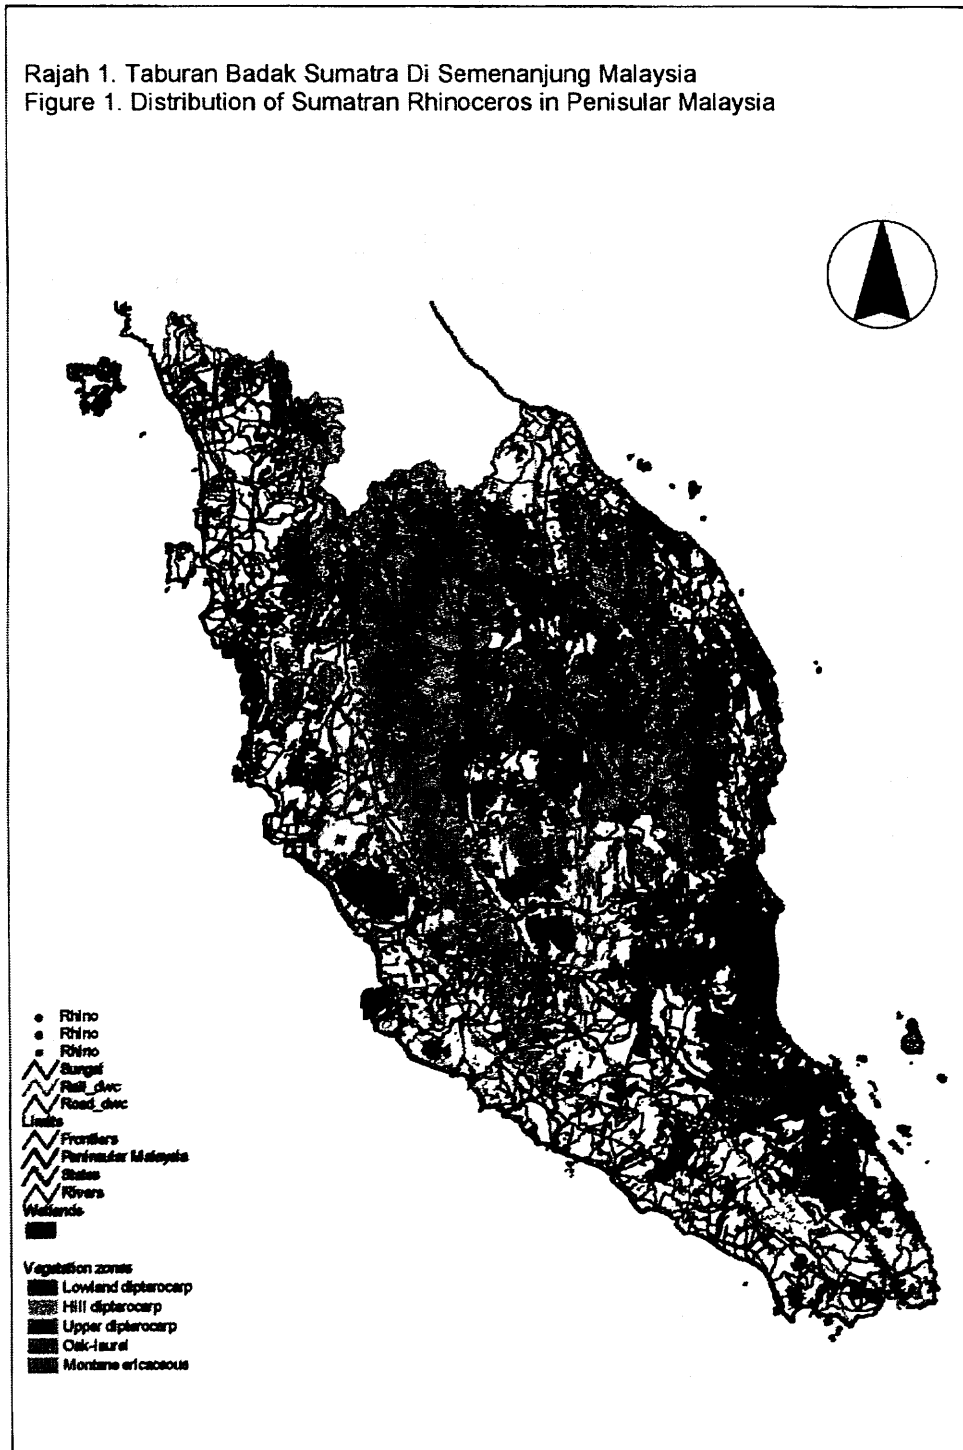 Rajah 1. Taburan Badak Sumatra Di Semenanjung Malaysia
Figure 1. Distribution of Sumatran Rhinoceros in Penisular Malaysia
Rhino
Rhino
Rhino
Sungai
Rail_dwc
Road_dwc
Limits
Frontiers
Peninsular Malaysia
States
Rivers
Wetlands
Vegetation zones
Lowland dipterocarp
Hill dipterocarp
Upper dipterocarp
Oak-laurel
Montane ericaceous